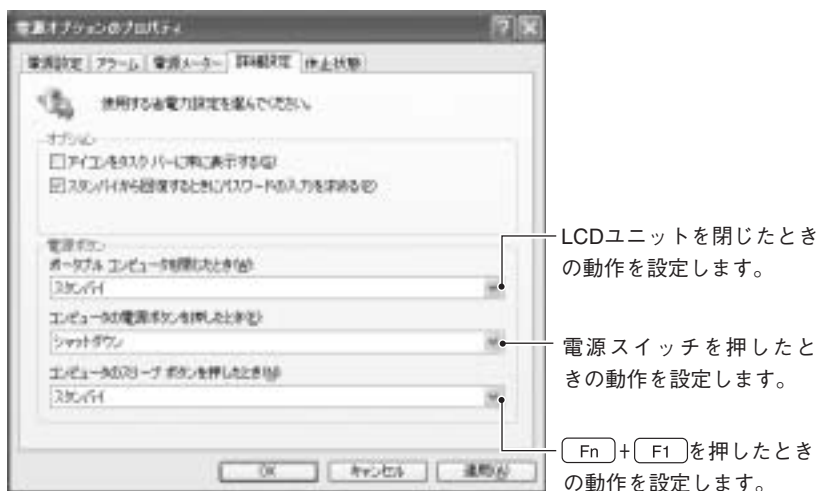 電源オプションのプロパティ
電源設定 アラーム 電源メーター 詳細設定 休止状態
使用する省電力設定を選んでください。
オプション
アイコンをタスク バーに常に表示する(G)
スタンバイから回復するときにパスワードの入力を求める(P)
電源ボタン
ポータブル コンピュータを閉じたとき(W)
スタンバイ
LCDユニットを閉じたとき
の動作を設定します。
コンピュータの電源ボタンを押したとき(E)
シャットダウン
電源スイッチを押したと
きの動作を設定します。
コンピュータのスリープ ボタンを押したとき(U)
スタンバイ
Fn+F1を押したとき
の動作を設定します。
OK キャンセル 適用(A)